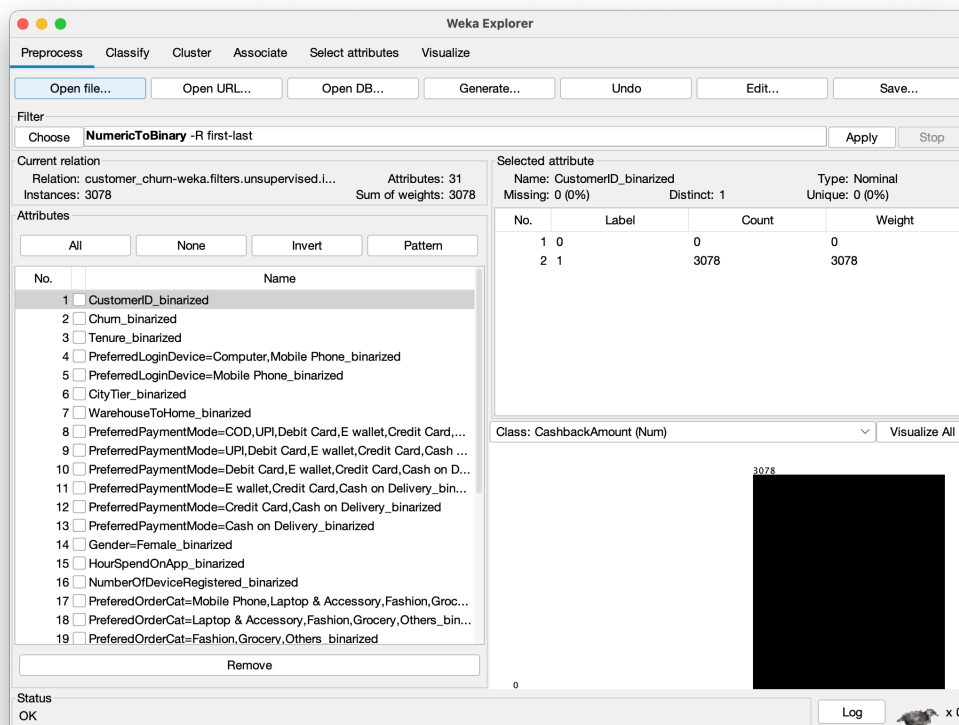 Weka Explorer
Preprocess Classify Cluster Associate Select attributes Visualize
Open file... Open URL... Open DB... Generate... Undo Edit... Save...
Filter
Choose NumericToBinary -R first-last Apply Stop
Current relation
Relation: customer_churn-weka.filters.unsupervised.i... Attributes: 31
Instances: 3078 Sum of weights: 3078
Attributes
All None Invert Pattern
No. Name
1 CustomerID_binarized
2 Churn_binarized
3 Tenure_binarized
4 PreferredLoginDevice=Computer,Mobile Phone_binarized
5 PreferredLoginDevice=Mobile Phone_binarized
6 CityTier_binarized
7 WarehouseToHome_binarized
8 PreferredPaymentMode=COD,UPI,Debit Card,E wallet,Credit Card,...
9 PreferredPaymentMode=UPI,Debit Card,E wallet,Credit Card,Cash ...
10 PreferredPaymentMode=Debit Card,E wallet,Credit Card,Cash on D...
11 PreferredPaymentMode=E wallet,Credit Card,Cash on Delivery_bin...
12 PreferredPaymentMode=Credit Card,Cash on Delivery_binarized
13 PreferredPaymentMode=Cash on Delivery_binarized
14 Gender=Female_binarized
15 HourSpendOnApp_binarized
16 NumberOfDeviceRegistered_binarized
17 PreferedOrderCat=Mobile Phone,Laptop & Accessory,Fashion,Groc...
18 PreferedOrderCat=Laptop & Accessory,Fashion,Grocery,Others_bin...
19 PreferedOrderCat=Fashion,Grocery,Others_binarized
Remove
Selected attribute
Name: CustomerID_binarized Type: Nominal
Missing: 0 (0%) Distinct: 1 Unique: 0 (0%)
No. Label Count Weight
1 0 0 0
2 1 3078 3078
Class: CashbackAmount (Num) Visualize All
3078
0
Status
OK
Log x 0